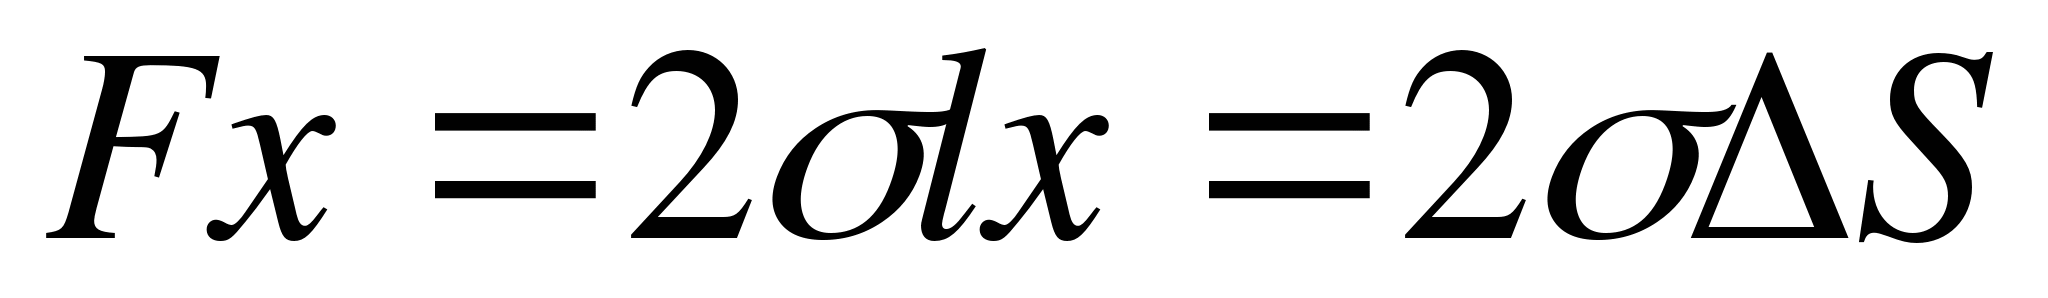 Fx = 2σlx = 2σΔS